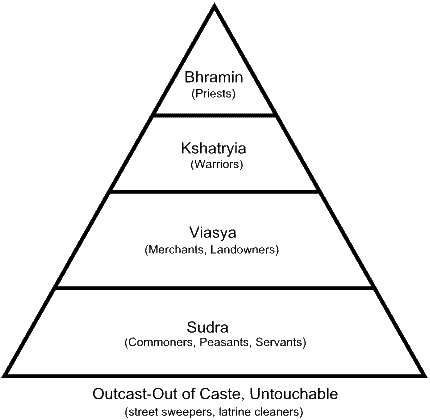 Bhramin
(Priests)
Kshatryia
(Warriors)
Viasya
(Merchants, Landowners)
Sudra
(Commoners, Peasants, Servants)
Outcast-Out of Caste, Untouchable
(street sweepers, latrine cleaners)